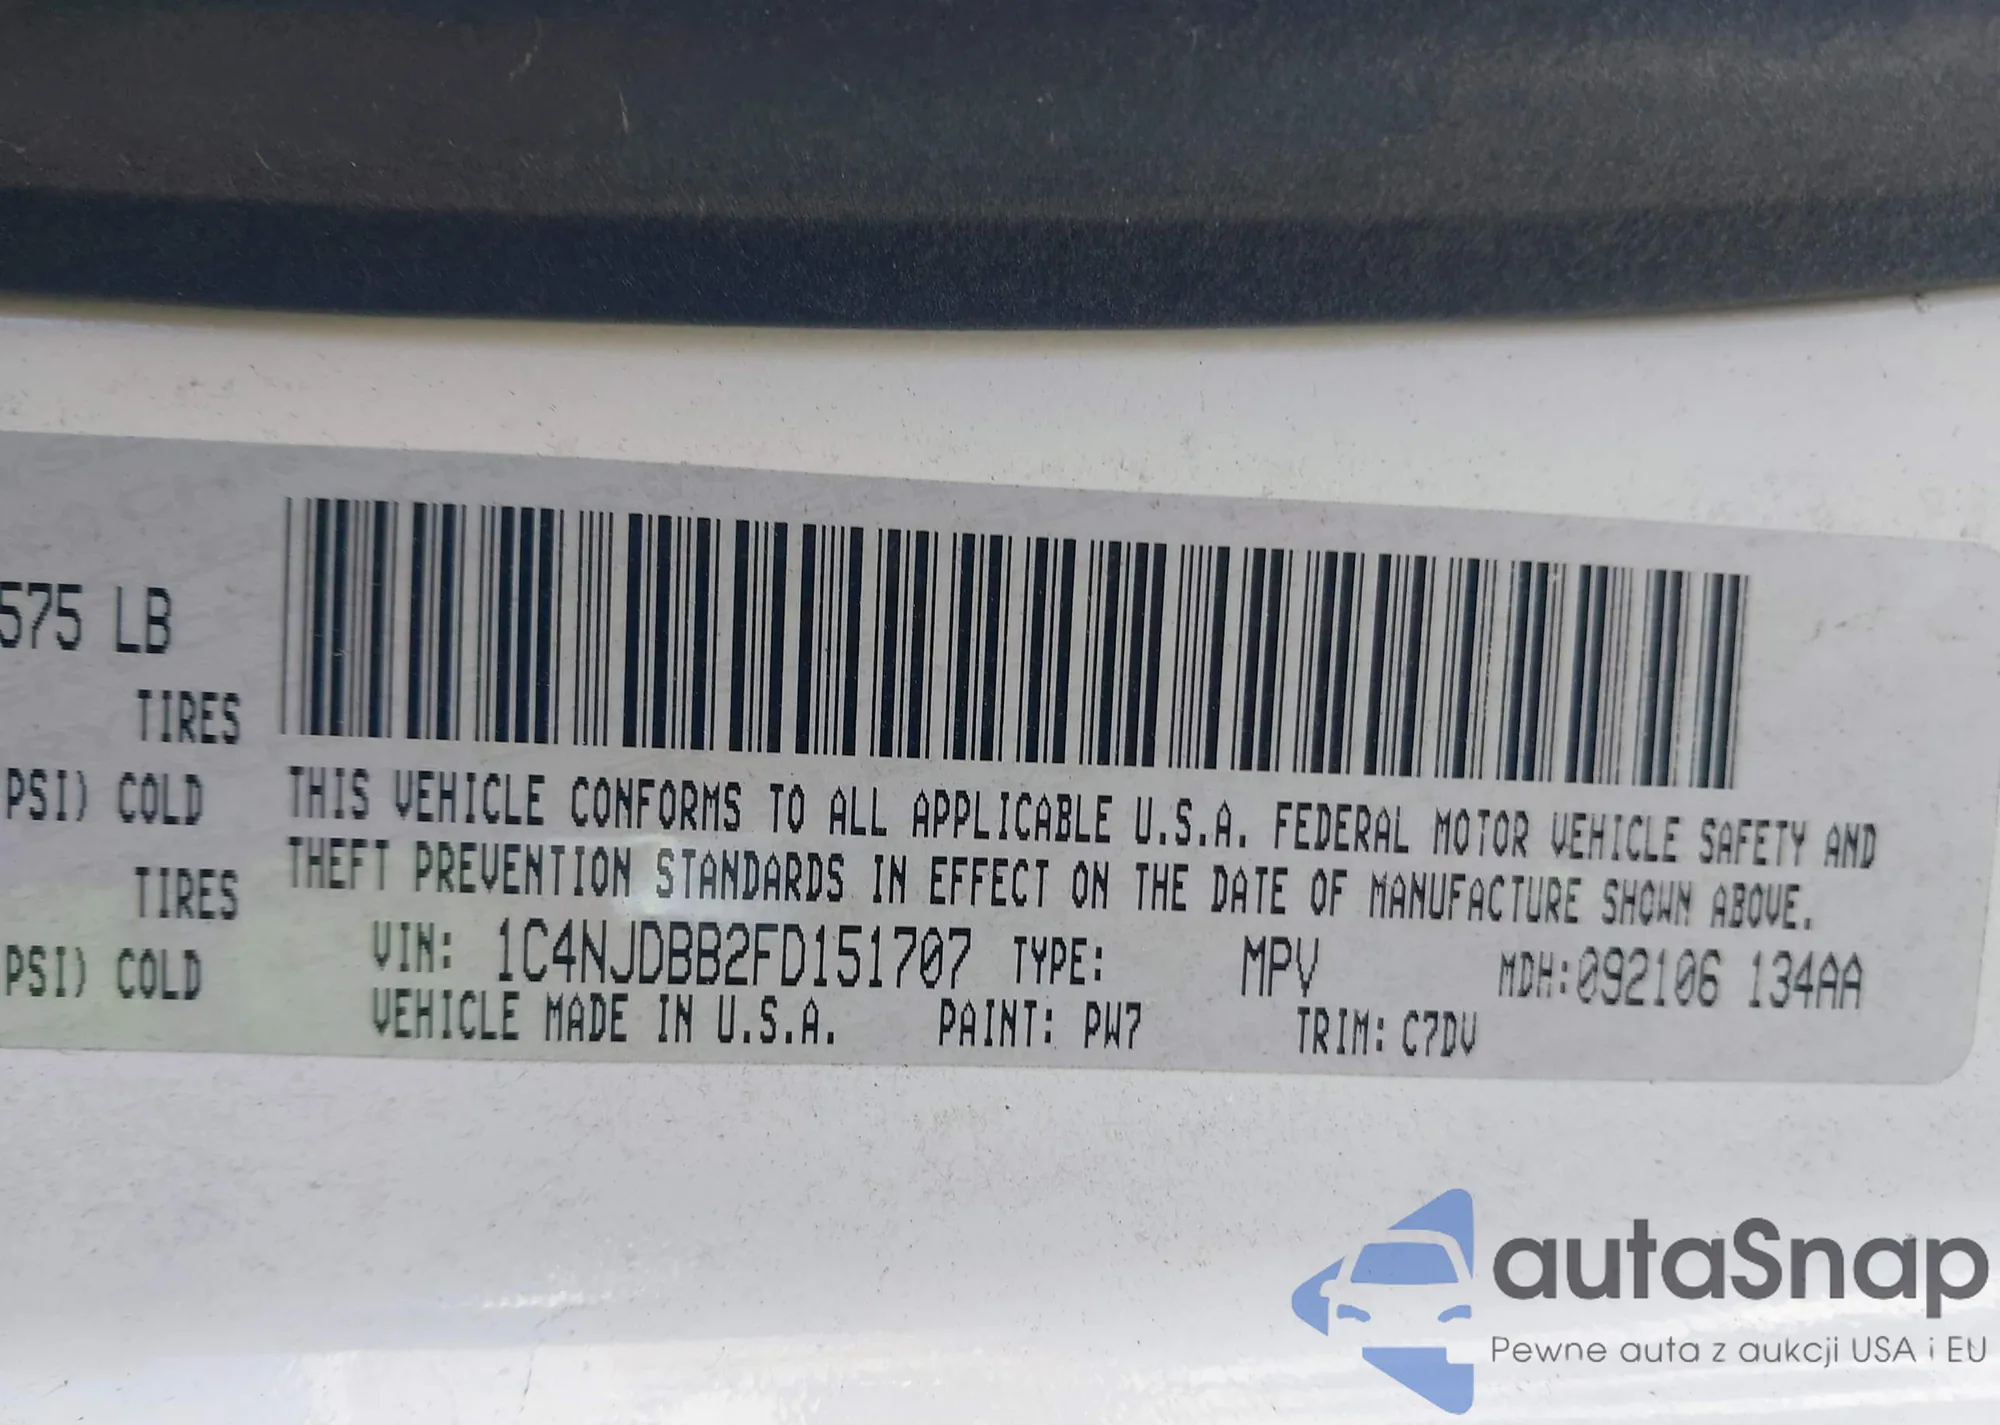 575 LB
TIRES
PSI) COLD
TIRES
PSI) COLD
THIS VEHICLE CONFORMS TO ALL APPLICABLE U.S.A. FEDERAL MOTOR VEHICLE SAFETY AND
THEFT PREVENTION STANDARDS IN EFFECT ON THE DATE OF MANUFACTURE SHOWN ABOVE.
VIN: 1C4NJDBB2FD151707 TYPE: MPV MDH:092106 134AA
VEHICLE MADE IN U.S.A. PAINT: PW7 TRIM: C7DV
autaSnap
Pewne auta z aukcji USA i EU